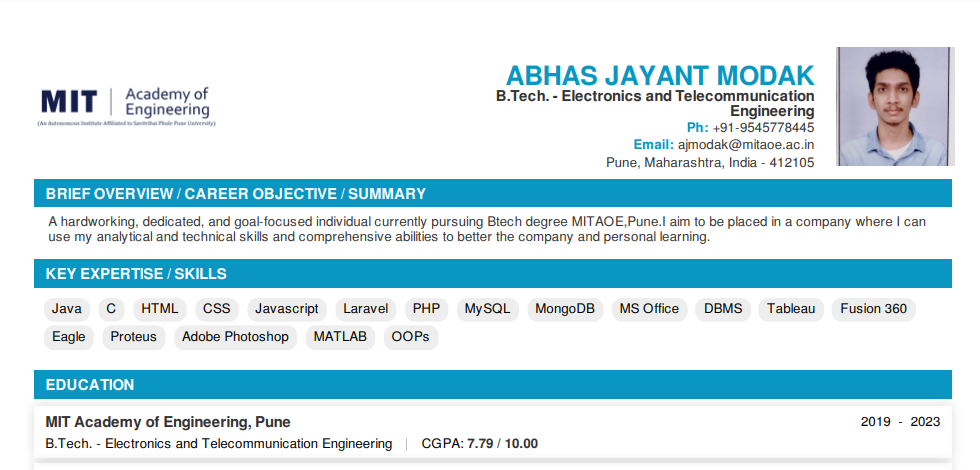 MIT
Academy of
Engineering
(An Autonomous Institute Affiliated to Savitribai Phule Pune University)
ABHAS JAYANT MODAK
B.Tech. - Electronics and Telecommunication
Engineering
Ph: +91-9545778445
Email: ajmodak@mitaoe.ac.in
Pune, Maharashtra, India - 412105
BRIEF OVERVIEW / CAREER OBJECTIVE / SUMMARY
A hardworking, dedicated, and goal-focused individual currently pursuing Btech degree MITAOE,Pune.I aim to be placed in a company where I can
use my analytical and technical skills and comprehensive abilities to better the company and personal learning.
KEY EXPERTISE / SKILLS
Java C HTML CSS Javascript Laravel PHP MySQL MongoDB MS Office DBMS Tableau Fusion 360
Eagle Proteus Adobe Photoshop MATLAB OOPs
EDUCATION
MIT Academy of Engineering, Pune 2019 - 2023
B.Tech. - Electronics and Telecommunication Engineering | CGPA: 7.79 / 10.00